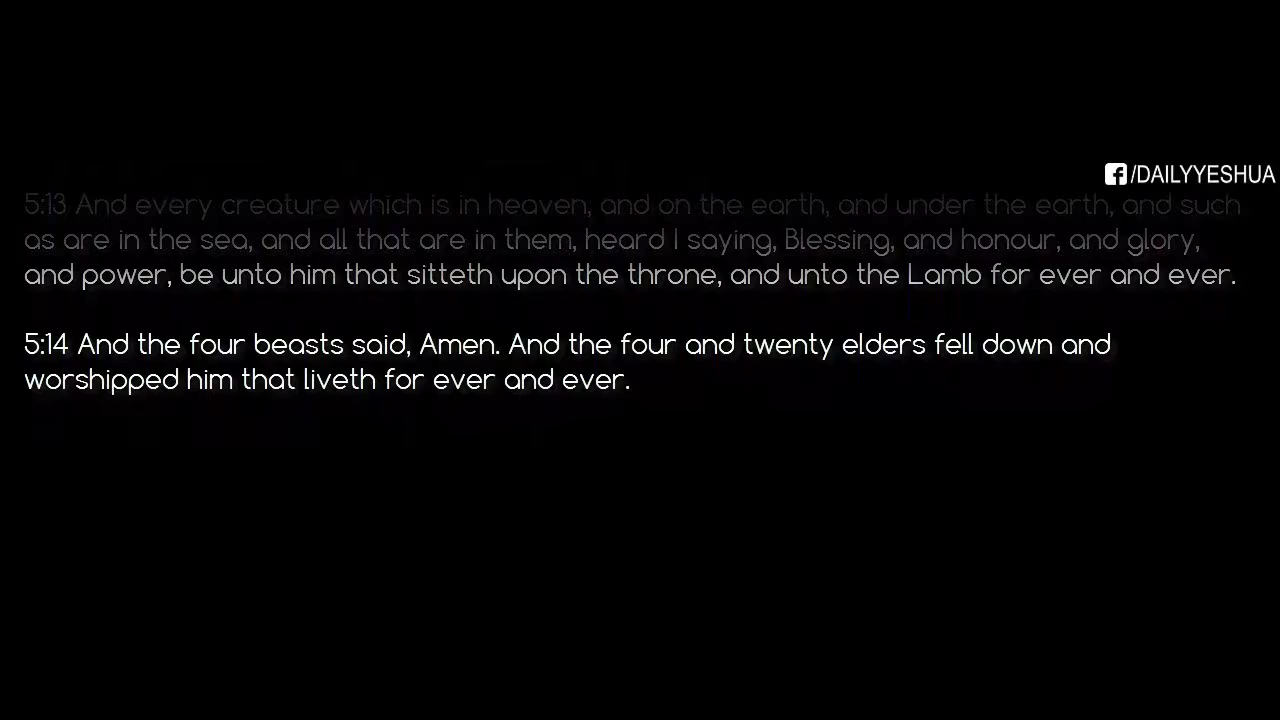 /DAILYYESHUA
5:13 And every creature which is in heaven, and on the earth, and under the earth, and such
as are in the sea, and all that are in them, heard I saying, Blessing, and honour, and glory,
and power, be unto him that sitteth upon the throne, and unto the Lamb for ever and ever.
5:14 And the four beasts said, Amen. And the four and twenty elders fell down and
worshipped him that liveth for ever and ever.